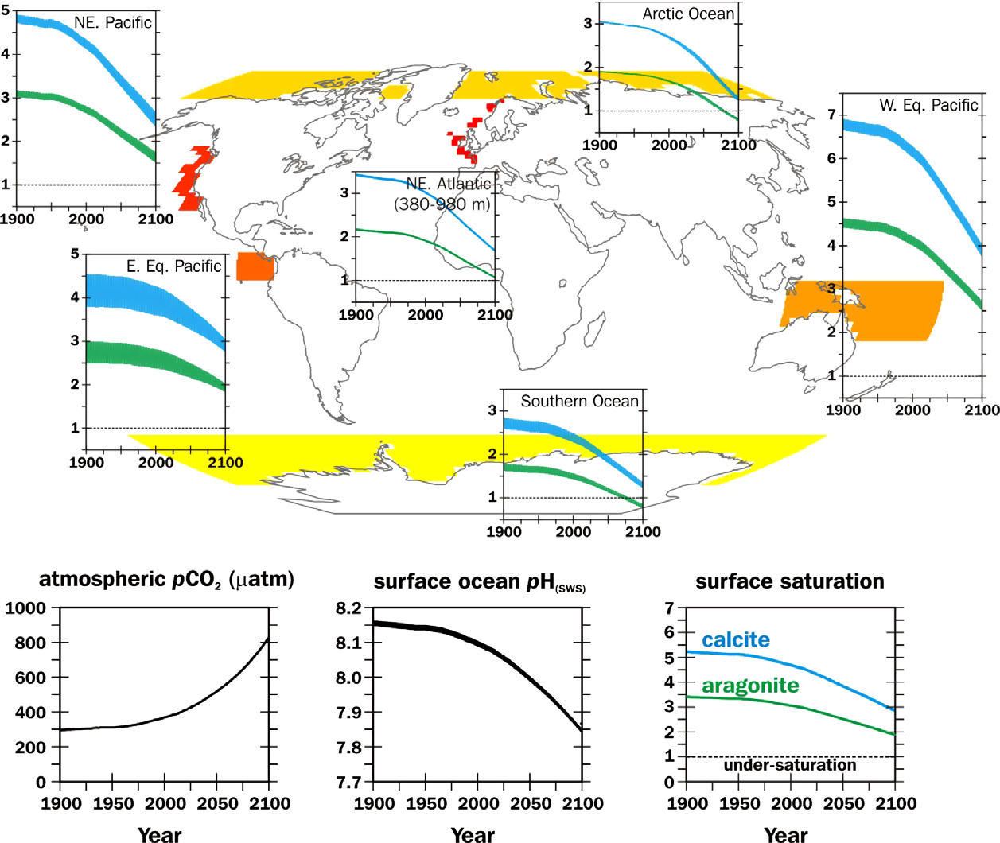 NE. Pacific
5
4
3
2
1
1900 2000 2100
Arctic Ocean
3
2
1
1900 2000 2100
W. Eq. Pacific
7
6
5
4
3
2
1
1900 2000 2100
NE. Atlantic
(380-980 m)
3
2
1
1900 2000 2100
E. Eq. Pacific
5
4
3
2
1
1900 2000 2100
Southern Ocean
3
2
1
1900 2000 2100
atmospheric pCO₂ (μatm)
1000
800
600
400
200
0
1900 1950 2000 2050 2100
Year
surface ocean pH(SWS)
8.2
8.1
8.0
7.9
7.8
7.7
1900 1950 2000 2050 2100
Year
surface saturation
7
6
5
4
3
2
1
0
calcite
aragonite
under-saturation
1900 1950 2000 2050 2100
Year